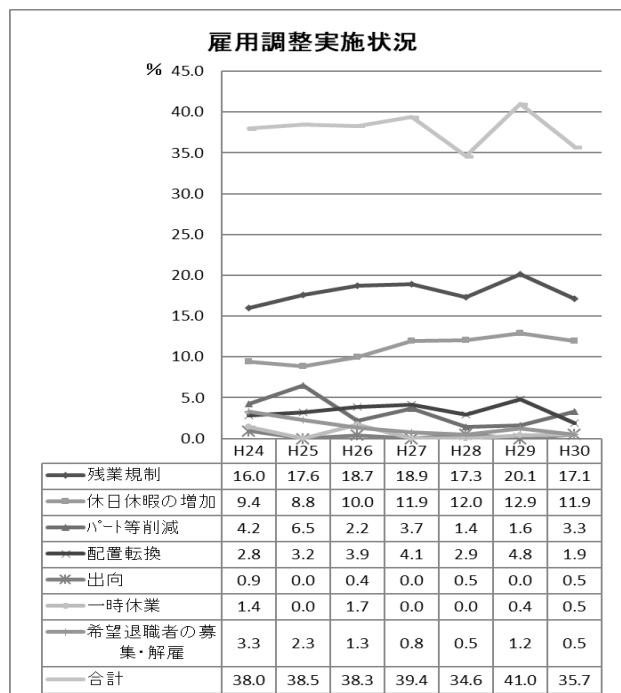 雇用調整実施状況
%
45.0
40.0
35.0
30.0
25.0
20.0
15.0
10.0
5.0
0.0
H24 H25 H26 H27 H28 H29 H30
残業規制 16.0 17.6 18.7 18.9 17.3 20.1 17.1
休日休暇の増加 9.4 8.8 10.0 11.9 12.0 12.9 11.9
パート等削減 4.2 6.5 2.2 3.7 1.4 1.6 3.3
配置転換 2.8 3.2 3.9 4.1 2.9 4.8 1.9
出向 0.9 0.0 0.4 0.0 0.5 0.0 0.5
一時休業 1.4 0.0 1.7 0.0 0.0 0.4 0.5
希望退職者の募
集・解雇 3.3 2.3 1.3 0.8 0.5 1.2 0.5
合計 38.0 38.5 38.3 39.4 34.6 41.0 35.7